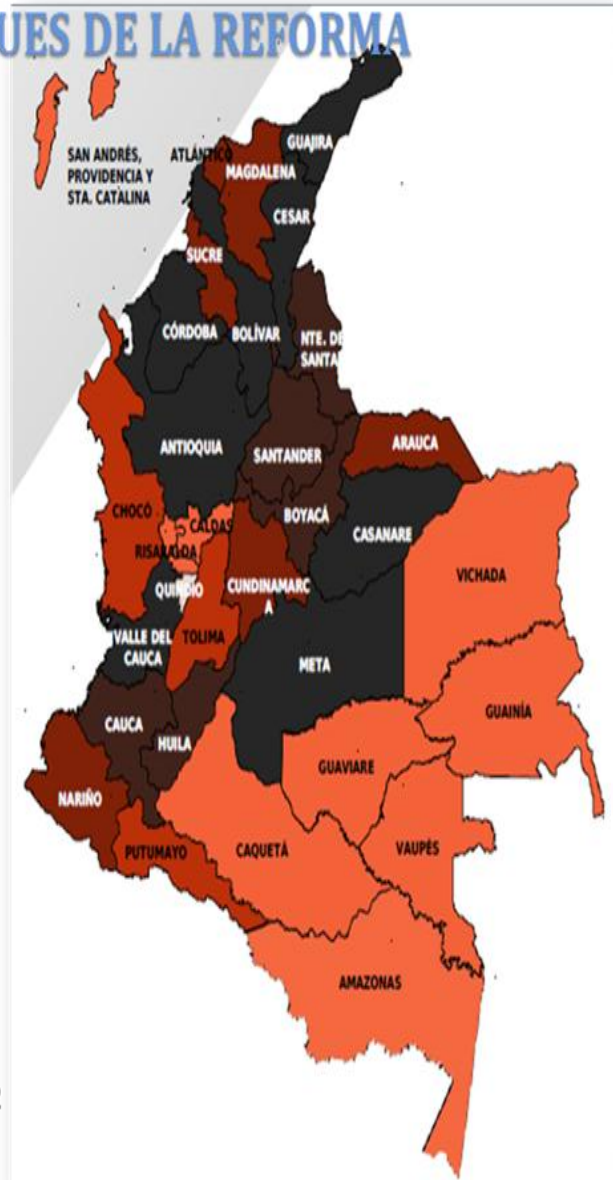 UES DE LA REFORMA
SAN ANDRÉS,
PROVIDENCIA Y
STA. CATALINA
ATLÁNTICO
GUAJIRA
MAGDALENA
CESAR
SUCRE
CÓRDOBA
BOLÍVAR
NTE. DE
SANTA
ANTIOQUIA
SANTANDER
ARAUCA
BOYACÁ
CHOCÓ
CALDAS
CASANARE
RISARALDA
VICHADA
QUINDÍO
CUNDINAMARC
A
VALLE DEL
CAUCA
TOLIMA
META
GUAINÍA
CAUCA
HUILA
GUAVIARE
NARIÑO
PUTUMAYO
CAQUETÁ
VAUPÉS
AMAZONAS